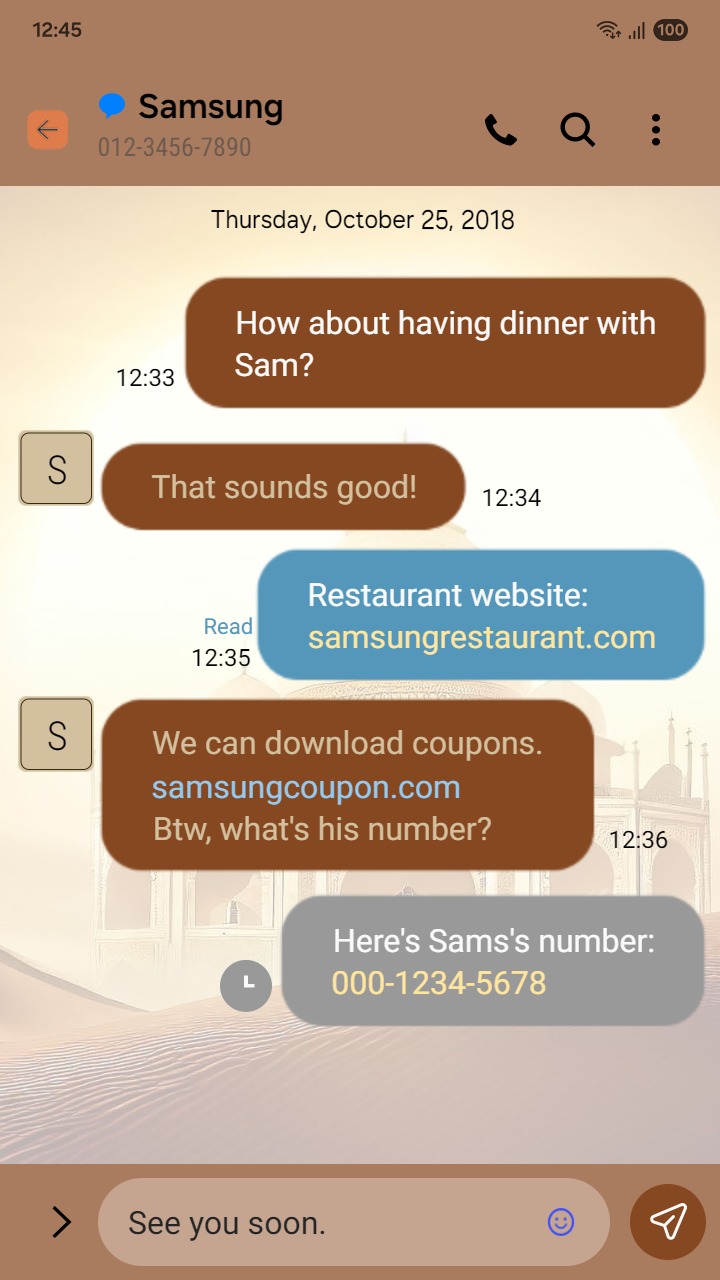 12:45
100
Samsung
012-3456-7890
Thursday, October 25, 2018
How about having dinner with
Sam?
12:33
S
That sounds good!
12:34
Restaurant website:
samsungrestaurant.com
Read
12:35
S
We can download coupons.
samsungcoupon.com
Btw, what's his number?
12:36
Here's Sams's number:
000-1234-5678
See you soon.